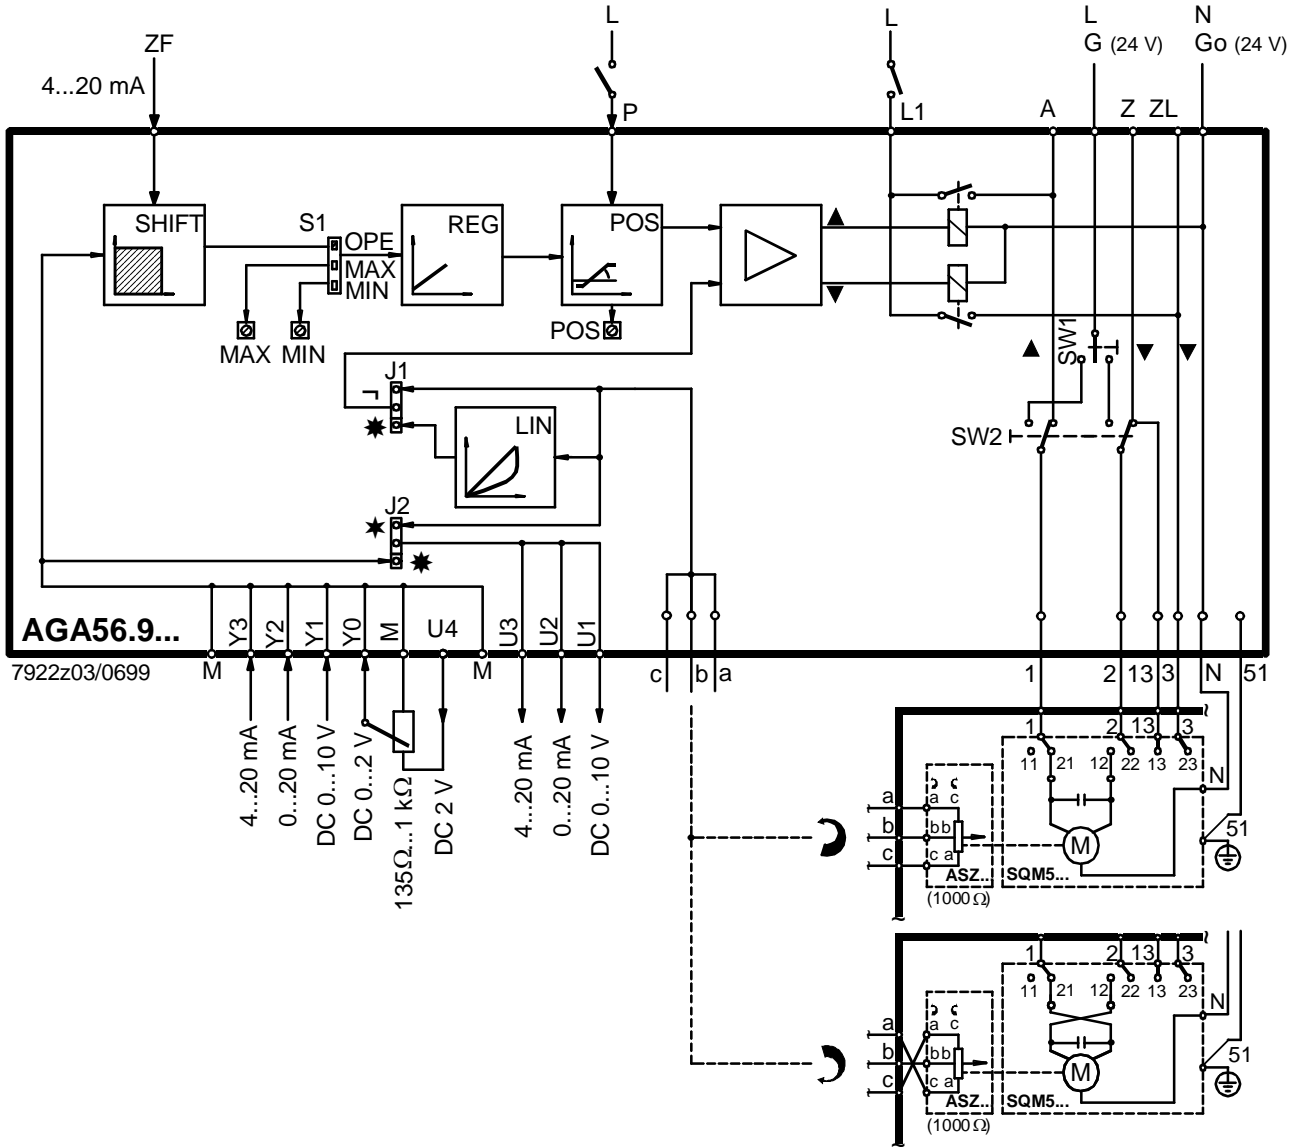 ZF
L
L
L
N
G (24 V)
Go (24 V)
4...20 mA
P
L1
A
Z
ZL
SHIFT
S1
OPE
MAX
MIN
REG
POS
MAX
MIN
POS
SW1
J1
LIN
SW2
J2
AGA56.9...
Y3
Y2
Y1
Y0
M
U4
U3
U2
U1
7922z03/0699
M
M
c
b
a
1
2
13
3
N
51
4...20 mA
0...20 mA
DC 0...10 V
DC 0...2 V
135Ω...1 kΩ
DC 2 V
4...20 mA
0...20 mA
DC 0...10 V
1
2
13
3
11
21
12
22
13
23
N
a
b
c
a
c
b
b
c
a
M
51
ASZ...
SQM5...
(1000 Ω)
1
2
13
3
11
21
12
22
13
23
N
a
b
c
a
c
b
b
c
a
M
51
ASZ...
SQM5...
(1000 Ω)